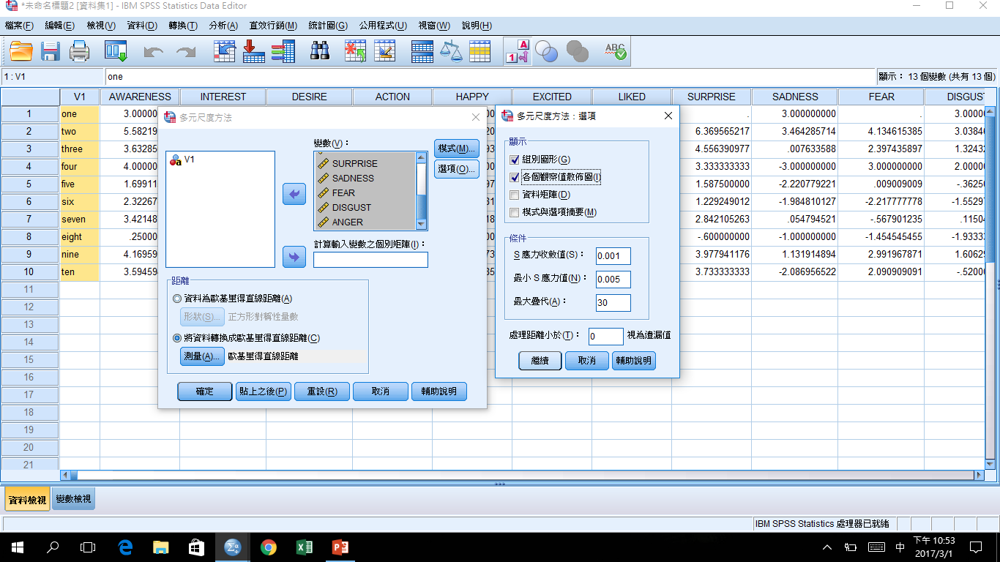 *未命名標題2 [資料集1] - IBM SPSS Statistics Data Editor
檔案(F) 編輯(E) 檢視(V) 資料(D) 轉換(T) 分析(A) 直效行銷(M) 統計圖(G) 公用程式(U) 視窗(W) 說明(H)
A
1
ABC
1 : V1 one 顯示： 13 個變數 (共有 13 個)
V1 AWARENESS INTEREST DESIRE ACTION HAPPY EXCITED LIKED SURPRISE SADNESS FEAR DISGUST
1 one 3.00000 00 . 3.000000000 . 3.00000
2 two 5.58219 20 6.369565217 3.464285714 4.134615385 3.03846
3 three 3.63285 6 4.556390977 .007633588 2.397435897 1.32432
4 four 4.00000 00 3.333333333 -3.000000000 3.000000000 2.00000
5 five 1.69911 97 1.587500000 -2.220779221 .009009009 -.36250
6 six 2.32267 81 1.229249012 -1.984810127 -2.217777778 -1.55297
7 seven 3.42148 18 2.842105263 .054794521 -.567901235 .11504
8 eight .25000 00 -.600000000 -1.000000000 -1.454545455 -1.93333
9 nine 4.16959 73 3.977941176 1.131914894 2.991967871 1.60629
10 ten 3.59459 35 3.733333333 -2.086956522 2.090909091 -.52000
11
12
13
14
15
16
17
18
19
20
21
多元尺度方法
V1
變數(V)：
SURPRISE
SADNESS
FEAR
DISGUST
ANGER
模式(M)...
選項(O)...
計算輸入變數之個別矩陣(I)：
距離
資料為歐基里得直線距離(A)
形狀(S)... 正方形對稱性量數
將資料轉換成歐基里得直線距離(C)
測量(A)... 歐基里得直線距離
確定 貼上之後(P) 重設(R) 取消 輔助說明
多元尺度方法：選項
顯示
組別圖形(G)
各個觀察值散佈圖(I)
資料矩陣(D)
模式與選項摘要(M)
條件
S 應力收斂值(S)： 0.001
最小 S 應力值(N)： 0.005
最大疊代(A)： 30
處理距離小於(T)： 0 視為遺漏值
繼續 取消 輔助說明
資料檢視 變數檢視
IBM SPSS Statistics 處理器已就緒
中
下午 10:53
2017/3/1